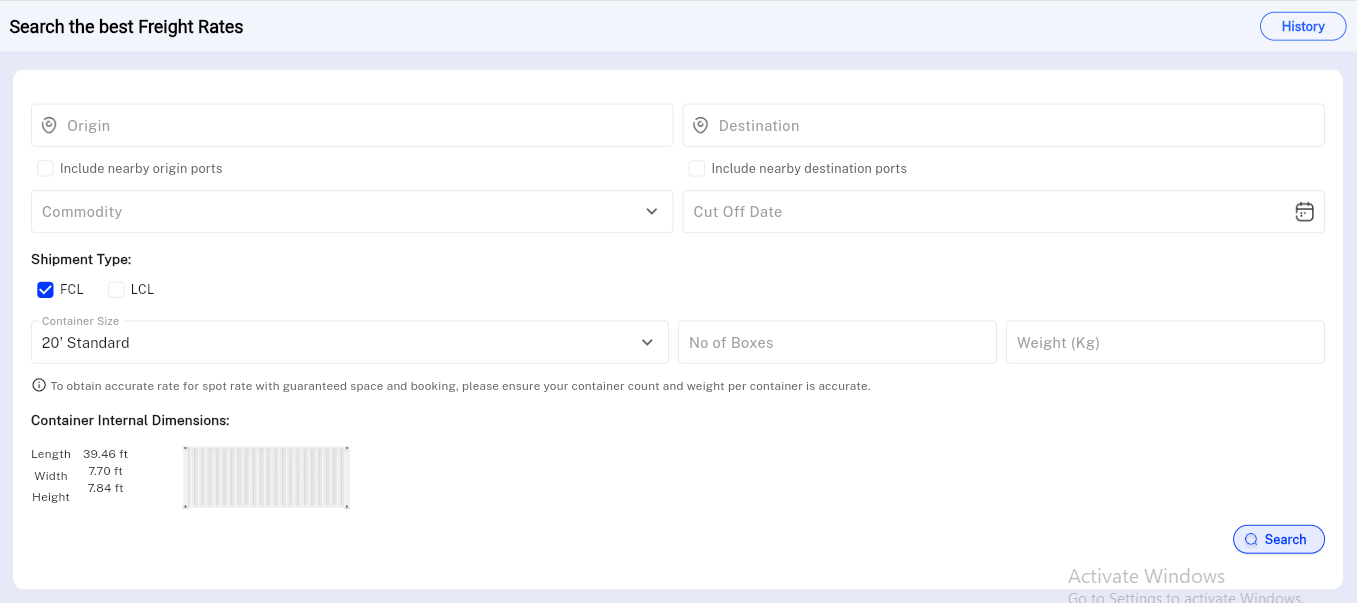 Search the best Freight Rates
History
Origin
Destination
Include nearby origin ports
Include nearby destination ports
Commodity
Cut Off Date
Shipment Type:
FCL
LCL
Container Size
20' Standard
No of Boxes
Weight (Kg)
To obtain accurate rate for spot rate with guaranteed space and booking, please ensure your container count and weight per container is accurate.
Container Internal Dimensions:
Length 39.46 ft
Width 7.70 ft
Height 7.84 ft
Search
Activate Windows
Go to Settings to activate Windows.